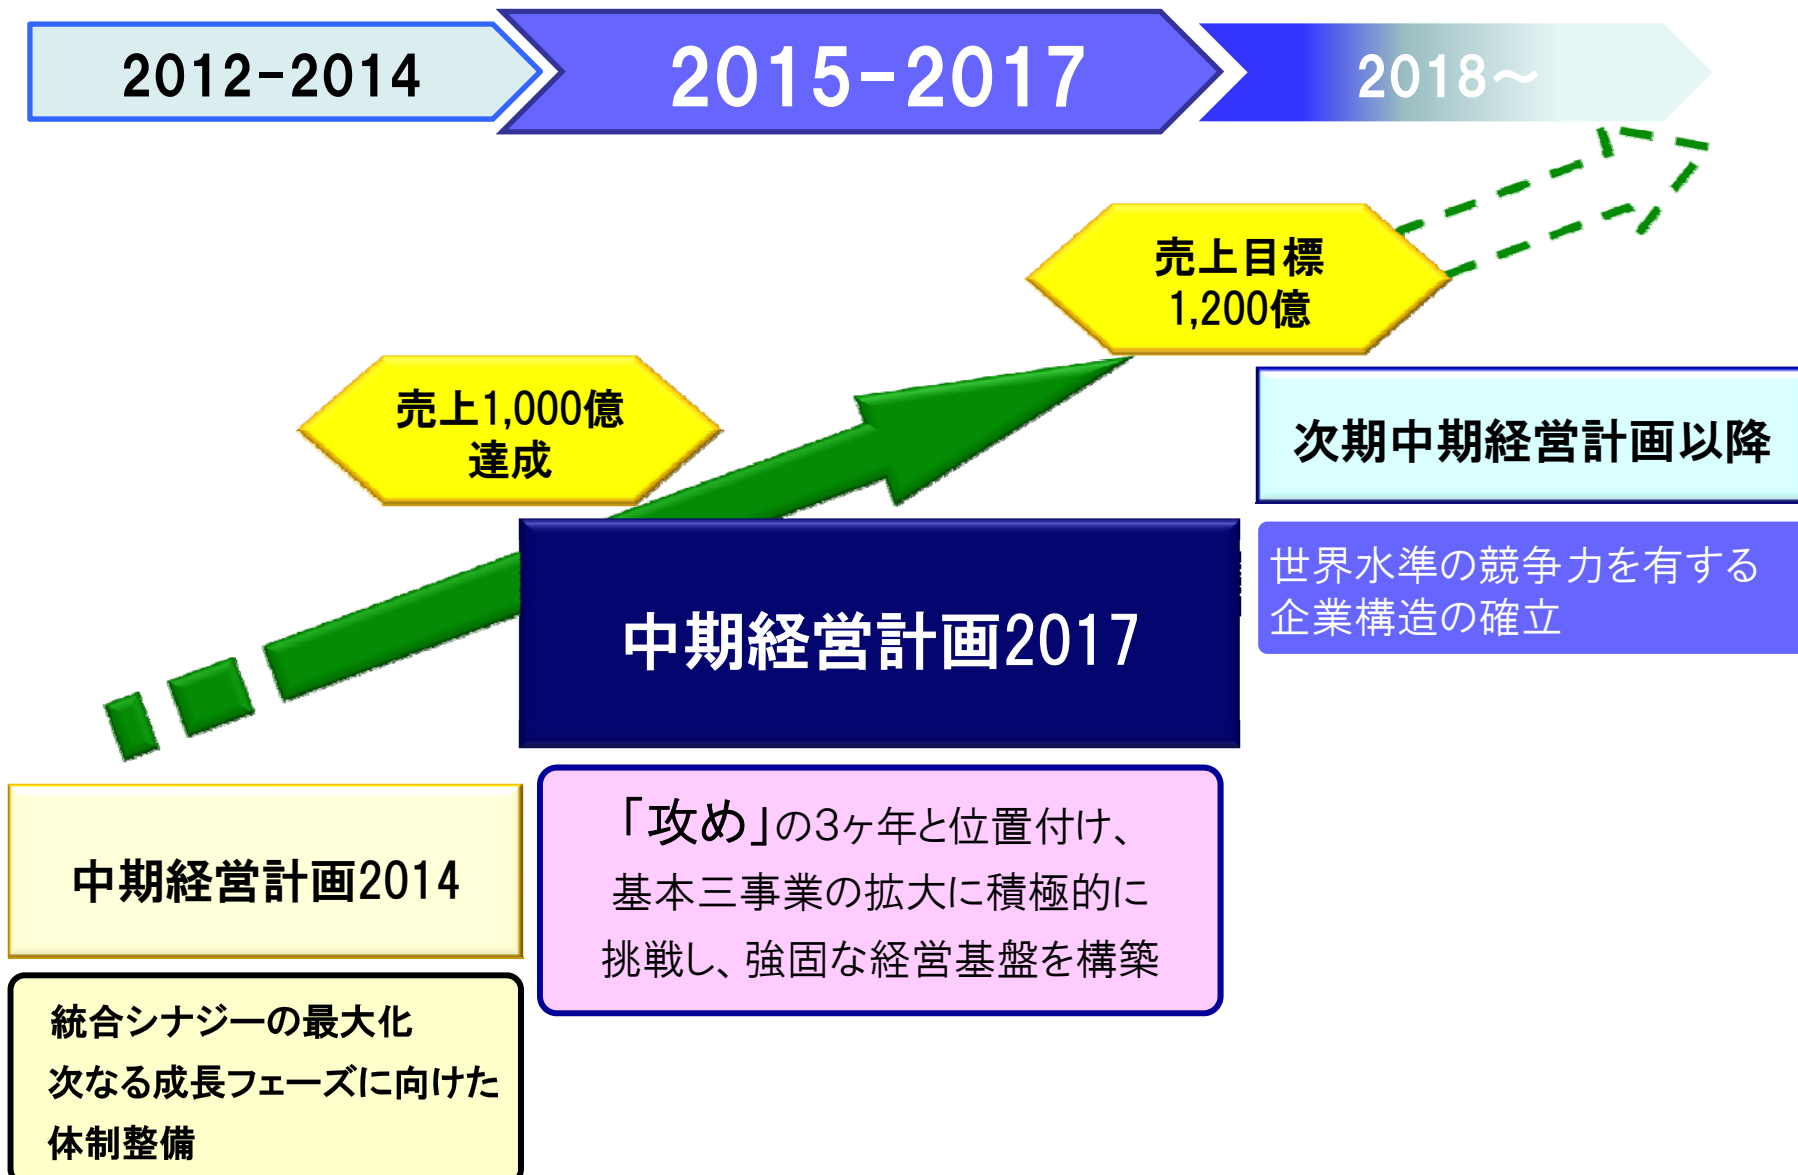 2012-2014
2015-2017
2018～
売上目標
1,200億
売上1,000億
達成
次期中期経営計画以降
世界水準の競争力を有する
企業構造の確立
中期経営計画2017
「攻め」の3ヶ年と位置付け、
基本三事業の拡大に積極的に
挑戦し、強固な経営基盤を構築
中期経営計画2014
統合シナジーの最大化
次なる成長フェーズに向けた
体制整備